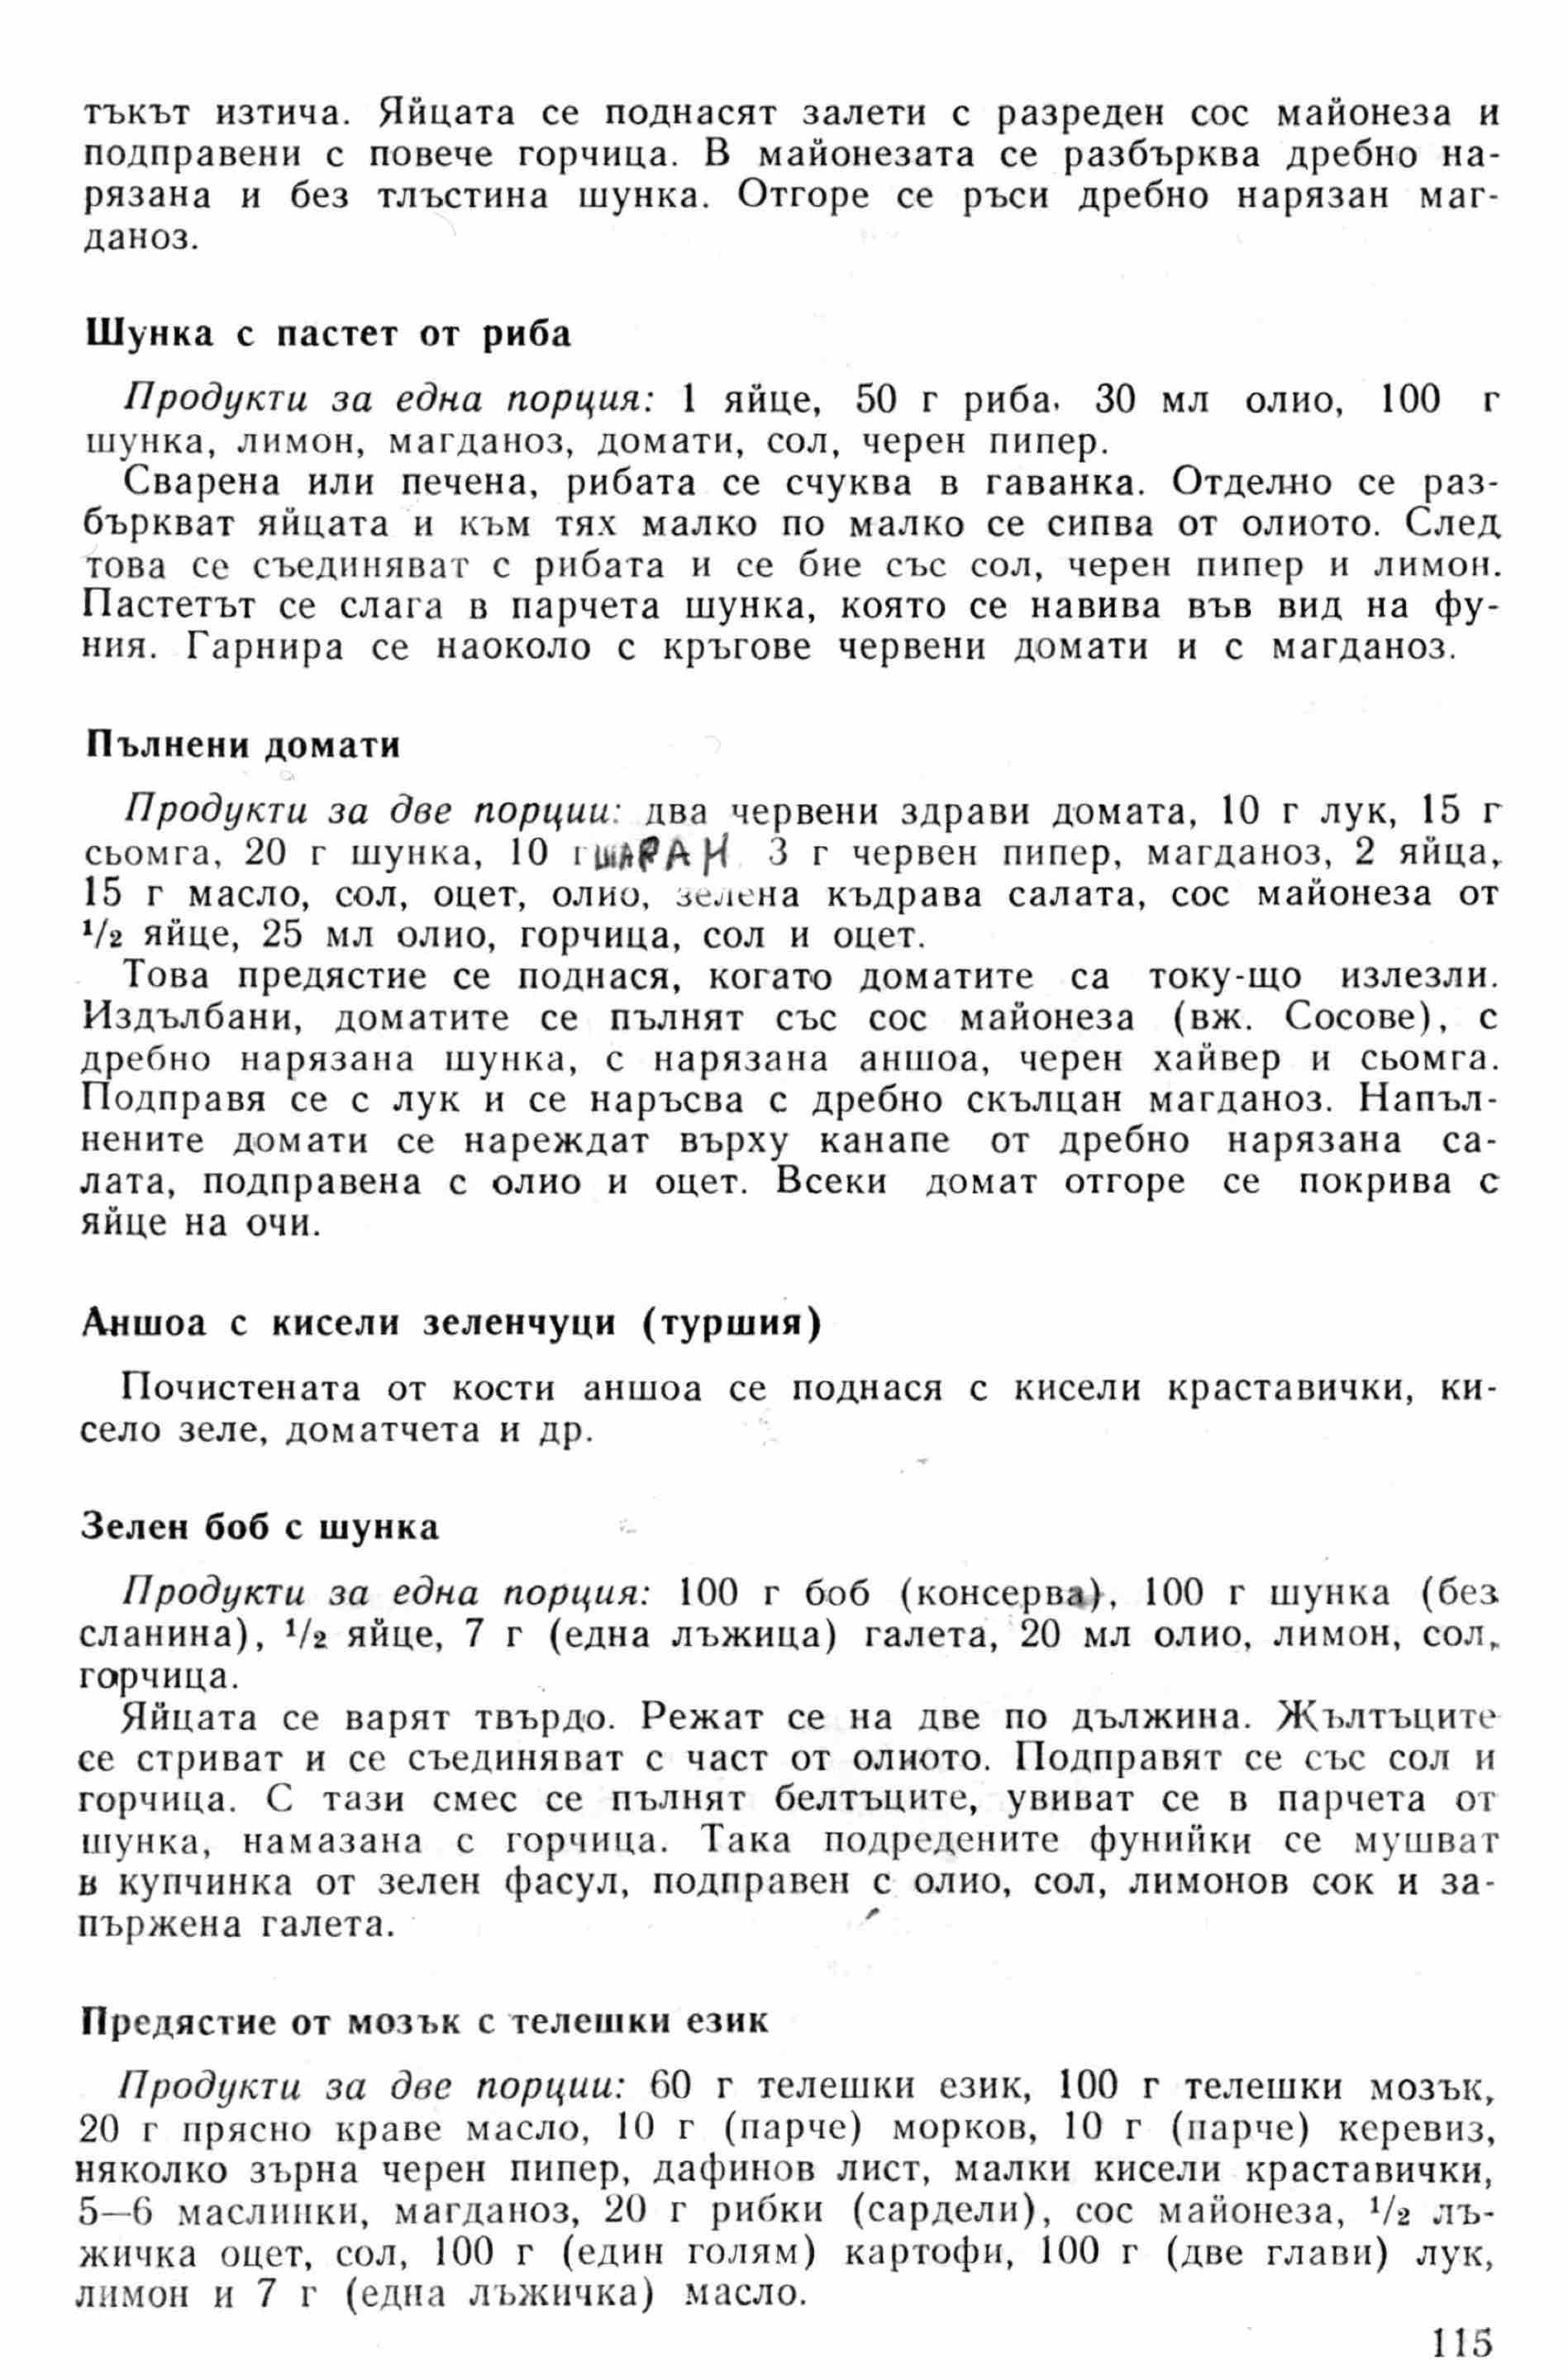 тъкът изтича. Яйцата се поднасят залети с разреден сос майонеза и
подправени с повече горчица. В майонезата се разбърква дребно на-
рязана и без тлъстина шунка. Отгоре се ръси дребно нарязан маг-
даноз.
Шунка с пастет от риба
Продукти за една порция: 1 яйце, 50 г риба, 30 мл олио, 100 г
шунка, лимон, магданоз, домати, сол, черен пипер.
Сварена или печена, рибата се счуква в гаванка. Отделно се раз-
бъркват яйцата и към тях малко по малко се сипва от олиото. След
това се съединяват с рибата и се бие със сол, черен пипер и лимон.
Пастетът се слага в парчета шунка, която се навива във вид на фу-
ния. Гарнира се наоколо с кръгове червени домати и с магданоз.
Пълнени домати
Продукти за две порции: два червени здрави домата, 10 г лук, 15 г
сьомга, 20 г шунка, 10 г ШАРАН 3 г червен пипер, магданоз, 2 яйца,
15 г масло, сол, оцет, олио, зелена къдрава салата, сос майонеза от
1/2 яйце, 25 мл олио, горчица, сол и оцет.
Това предястие се поднася, когато доматите са току-що излезли.
Издълбани, доматите се пълнят със сос майонеза (вж. Сосове), с
дребно нарязана шунка, с нарязана аншоа, черен хайвер и сьомга.
Подправя се с лук и се наръсва с дребно скълцан магданоз. Напъл-
нените домати се нареждат върху канапе от дребно нарязана са-
лата, подправена с олио и оцет. Всеки домат отгоре се покрива с
яйце на очи.
Аншоа с кисели зеленчуци (туршия)
Почистената от кости аншоа се поднася с кисели краставички, ки-
село зеле, доматчета и др.
Зелен боб с шунка
Продукти за една порция: 100 г боб (консерва), 100 г шунка (без
сланина), 1/2 яйце, 7 г (една лъжица) галета, 20 мл олио, лимон, сол,
горчица.
Яйцата се варят твърдо. Режат се на две по дължина. Жълтъците
се стриват и се съединяват с част от олиото. Подправят се със сол и
горчица. С тази смес се пълнят белтъците, увиват се в парчета от
шунка, намазана с горчица. Така подредените фунийки се мушват
в купчинка от зелен фасул, подправен с олио, сол, лимонов сок и за-
пържена галета.
Предястие от мозък с телешки език
Продукти за две порции: 60 г телешки език, 100 г телешки мозък,
20 г прясно краве масло, 10 г (парче) морков, 10 г (парче) керевиз,
няколко зърна черен пипер, дафинов лист, малки кисели краставички,
5—6 маслинки, магданоз, 20 г рибки (сардели), сос майонеза, 1/2 лъ-
жичка оцет, сол, 100 г (един голям) картофи, 100 г (две глави) лук,
лимон и 7 г (една лъжичка) масло.
115